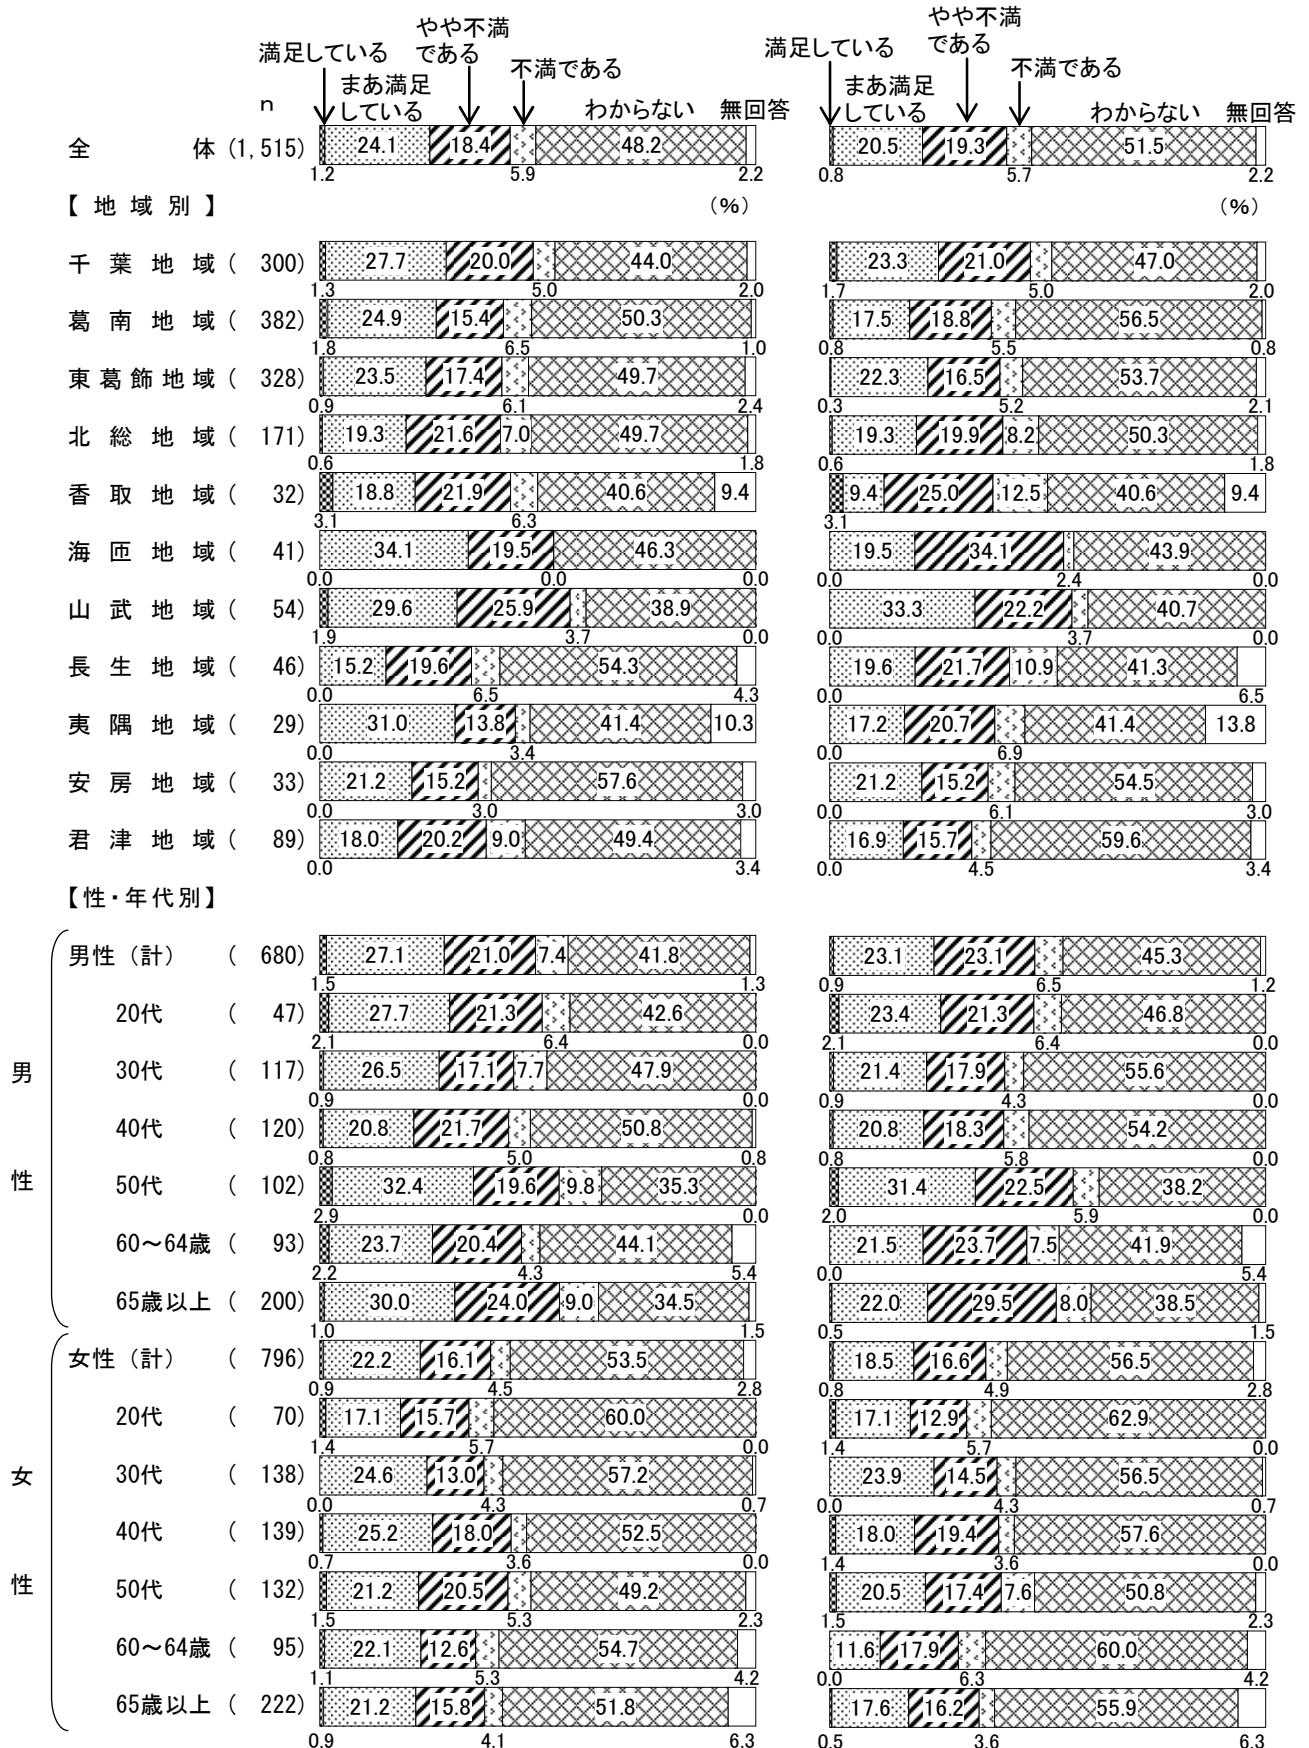 やや不満
である
満足している
不満である
まあ満足
している
n
わからない
無回答
やや不満
である
満足している
不満である
まあ満足
している
わからない
無回答
全 体 (1,515) 24.1 18.4 48.2 20.5 19.3 51.5
1.2 5.9 2.2 0.8 5.7 2.2
【地域別】 (%) (%)
千葉地域 ( 300) 27.7 20.0 44.0 23.3 21.0 47.0
1.3 5.0 2.0 1.7 5.0 2.0
葛南地域 ( 382) 24.9 15.4 50.3 17.5 18.8 56.5
1.8 6.5 1.0 0.8 5.5 0.8
東葛飾地域 ( 328) 23.5 17.4 49.7 22.3 16.5 53.7
0.9 6.1 2.4 0.3 5.2 2.1
北総地域 ( 171) 19.3 21.6 7.0 49.7 19.3 19.9 8.2 50.3
0.6 1.8 0.6 1.8
香取地域 ( 32) 18.8 21.9 40.6 9.4 9.4 25.0 12.5 40.6 9.4
3.1 6.3 3.1
海匝地域 ( 41) 34.1 19.5 46.3 19.5 34.1 43.9
0.0 0.0 0.0 0.0 2.4 0.0
山武地域 ( 54) 29.6 25.9 38.9 33.3 22.2 40.7
1.9 3.7 0.0 0.0 3.7 0.0
長生地域 ( 46) 15.2 19.6 54.3 19.6 21.7 10.9 41.3
0.0 6.5 4.3 0.0 6.5
夷隅地域 ( 29) 31.0 13.8 41.4 10.3 17.2 20.7 41.4 13.8
0.0 3.4 0.0 6.9
安房地域 ( 33) 21.2 15.2 57.6 21.2 15.2 54.5
0.0 3.0 3.0 0.0 6.1 3.0
君津地域 ( 89) 18.0 20.2 9.0 49.4 16.9 15.7 59.6
0.0 3.4 0.0 4.5 3.4
【性・年代別】
男性（計） ( 680) 27.1 21.0 7.4 41.8 23.1 23.1 45.3
1.5 1.3 0.9 6.5 1.2
20代 ( 47) 27.7 21.3 42.6 23.4 21.3 46.8
2.1 6.4 0.0 2.1 6.4 0.0
男
30代 ( 117) 26.5 17.1 7.7 47.9 21.4 17.9 55.6
0.9 0.0 0.9 4.3 0.0
40代 ( 120) 20.8 21.7 50.8 20.8 18.3 54.2
0.8 5.0 0.8 0.8 5.8 0.0
性
50代 ( 102) 32.4 19.6 9.8 35.3 31.4 22.5 38.2
2.9 0.0 2.0 5.9 0.0
60～64歳 ( 93) 23.7 20.4 44.1 21.5 23.7 7.5 41.9
2.2 4.3 5.4 0.0 5.4
65歳以上 ( 200) 30.0 24.0 9.0 34.5 22.0 29.5 8.0 38.5
1.0 1.5 0.5 1.5
女性（計） ( 796) 22.2 16.1 53.5 18.5 16.6 56.5
0.9 4.5 2.8 0.8 4.9 2.8
20代 ( 70) 17.1 15.7 60.0 17.1 12.9 62.9
1.4 5.7 0.0 1.4 5.7 0.0
女
30代 ( 138) 24.6 13.0 57.2 23.9 14.5 56.5
0.0 4.3 0.7 0.0 4.3 0.7
40代 ( 139) 25.2 18.0 52.5 18.0 19.4 57.6
0.7 3.6 0.0 1.4 3.6 0.0
性
50代 ( 132) 21.2 20.5 49.2 20.5 17.4 7.6 50.8
1.5 5.3 2.3 1.5 2.3
60～64歳 ( 95) 22.1 12.6 54.7 11.6 17.9 60.0
1.1 5.3 4.2 0.0 6.3 4.2
65歳以上 ( 222) 21.2 15.8 51.8 17.6 16.2 55.9
0.9 4.1 6.3 0.5 3.6 6.3